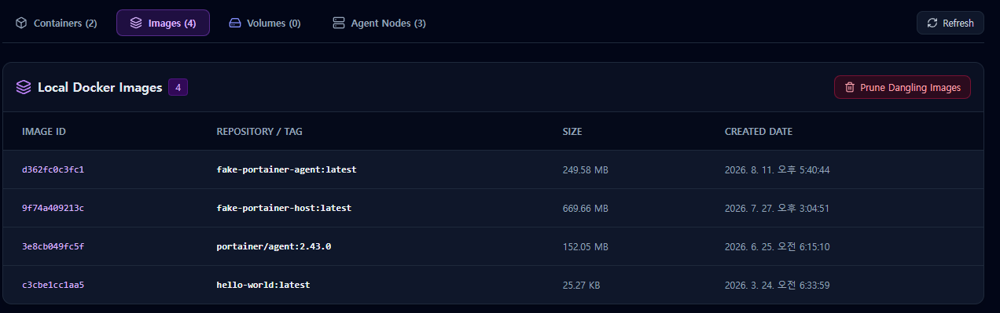 Containers (2) Images (4) Volumes (0) Agent Nodes (3) Refresh
Local Docker Images 4 Prune Dangling Images
IMAGE ID REPOSITORY / TAG SIZE CREATED DATE
d362fc0c3fc1 fake-portainer-agent:latest 249.58 MB 2026. 8. 11. 오후 5:40:44
9f74a409213c fake-portainer-host:latest 669.66 MB 2026. 7. 27. 오후 3:04:51
3e8cb049fc5f portainer/agent:2.43.0 152.05 MB 2026. 6. 25. 오전 6:15:10
c3cbe1cc1aa5 hello-world:latest 25.27 KB 2026. 3. 24. 오전 6:33:59